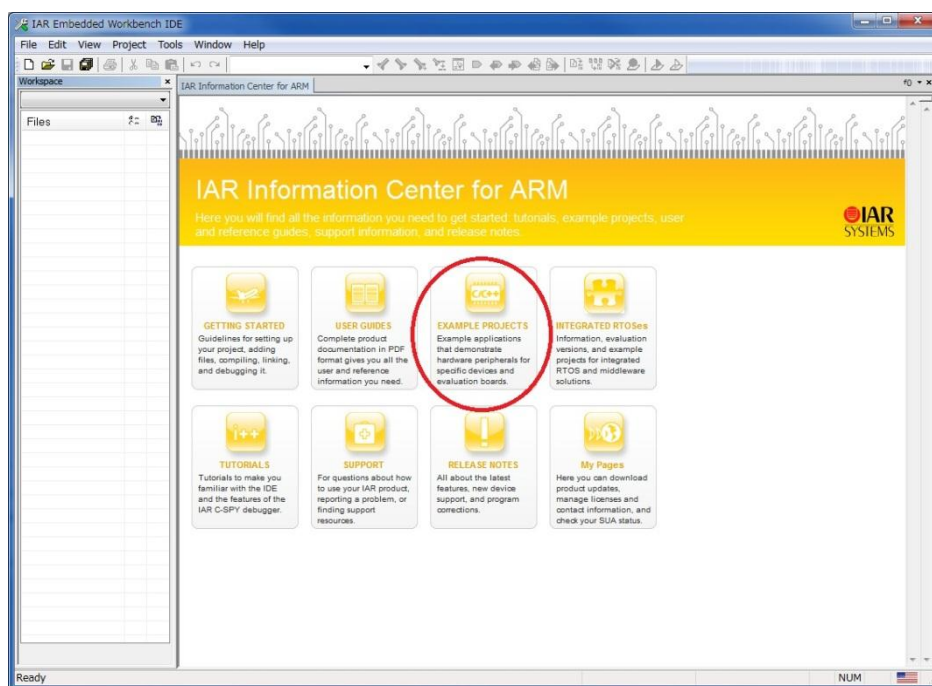 IAR Embedded Workbench IDE
File Edit View Project Tools Window Help
Workspace
IAR Information Center for ARM
f()
Files
IAR Information Center for ARM
Here you will find all the information you need to get started: tutorials, example projects, user
and reference guides, support information, and release notes.
IAR
SYSTEMS
GETTING STARTED
Guidelines for setting up
your project, adding
files, compiling, linking,
and debugging it.
USER GUIDES
Complete product
documentation in PDF
format gives you all the
user and reference
information you need.
C/C++
EXAMPLE PROJECTS
Example applications
that demonstrate
hardware peripherals for
specific devices and
evaluation boards.
INTEGRATED RTOSes
Information, evaluation
versions, and example
projects for integrated
RTOS and middleware
solutions.
i++
TUTORIALS
Tutorials to make you
familiar with the IDE
and the features of the
IAR C-SPY debugger.
SUPPORT
For questions about how
to use your IAR product,
reporting a problem, or
finding support
resources.
RELEASE NOTES
All about the latest
features, new device
support, and program
corrections.
My Pages
Here you can download
product updates,
manage licenses and
contact information, and
check your SUA status.
Ready
NUM